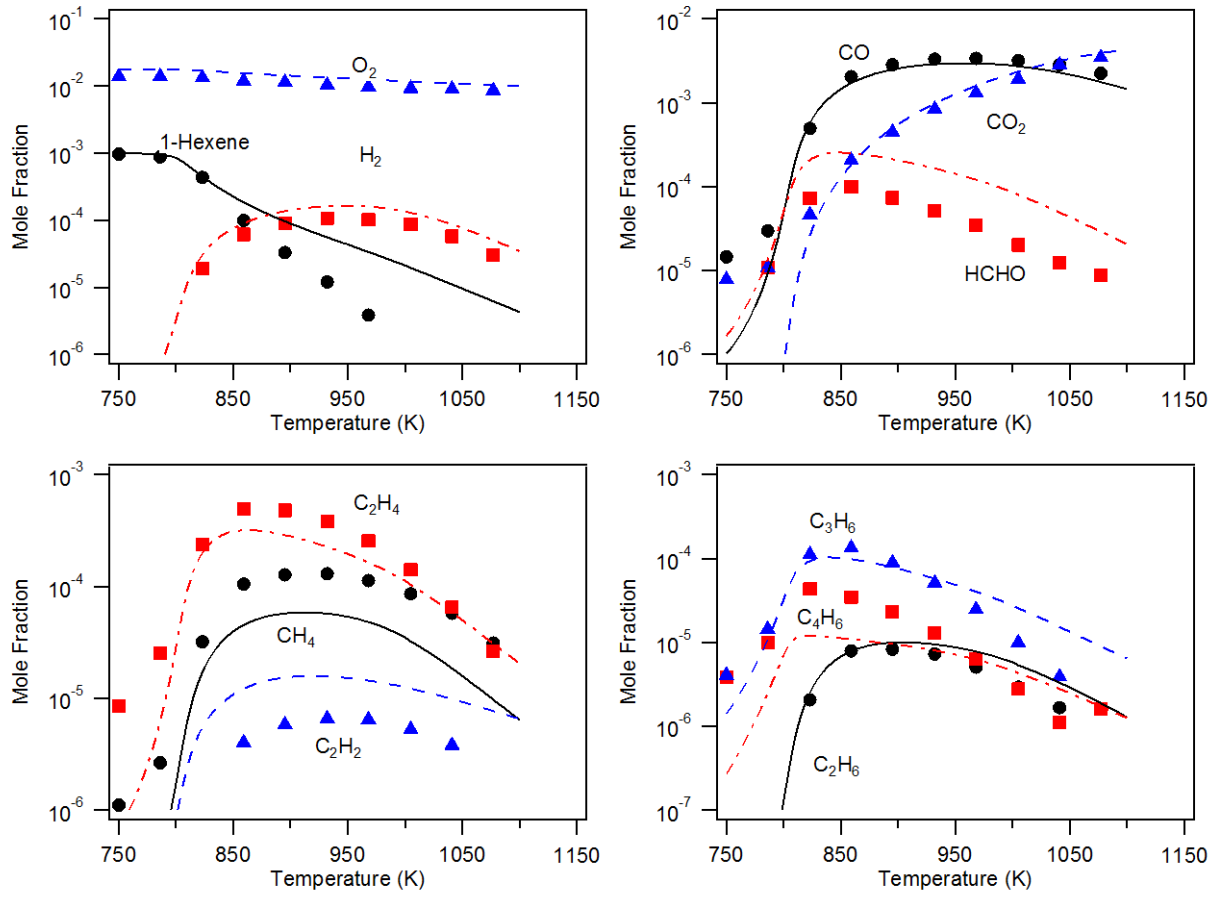 10⁻¹
10⁻²
10⁻³
10⁻⁴
10⁻⁵
10⁻⁶
Mole Fraction
O₂
1-Hexene
H₂
750 850 950 1050 1150
Temperature (K)
10⁻²
10⁻³
10⁻⁴
10⁻⁵
10⁻⁶
Mole Fraction
CO
CO₂
HCHO
750 850 950 1050 1150
Temperature (K)
10⁻³
10⁻⁴
10⁻⁵
10⁻⁶
Mole Fraction
C₂H₄
CH₄
C₂H₂
750 850 950 1050 1150
Temperature (K)
10⁻³
10⁻⁴
10⁻⁵
10⁻⁶
10⁻⁷
Mole Fraction
C₃H₆
C₄H₆
C₂H₆
750 850 950 1050 1150
Temperature (K)